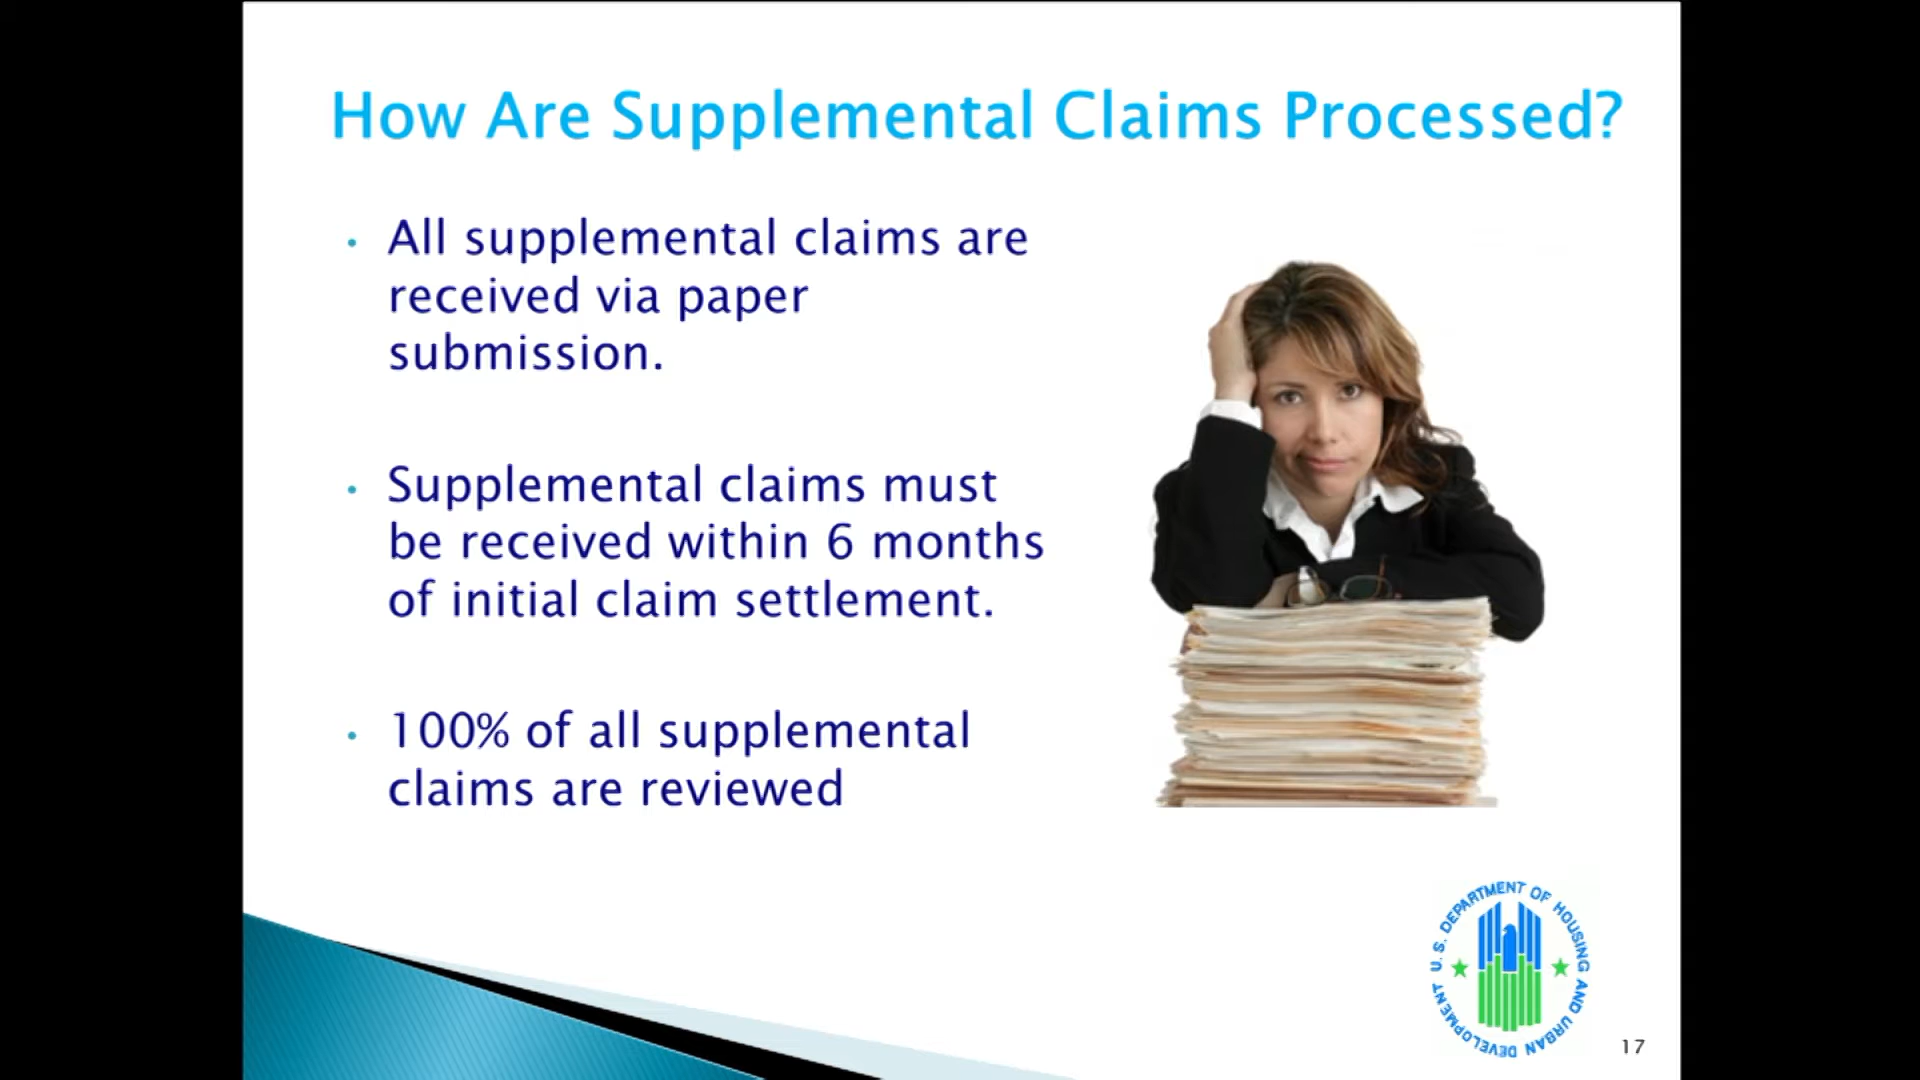 How Are Supplemental Claims Processed?
• All supplemental claims are
received via paper
submission.
• Supplemental claims must
be received within 6 months
of initial claim settlement.
• 100% of all supplemental
claims are reviewed
U.S. DEPARTMENT OF HOUSING AND URBAN DEVELOPMENT
17